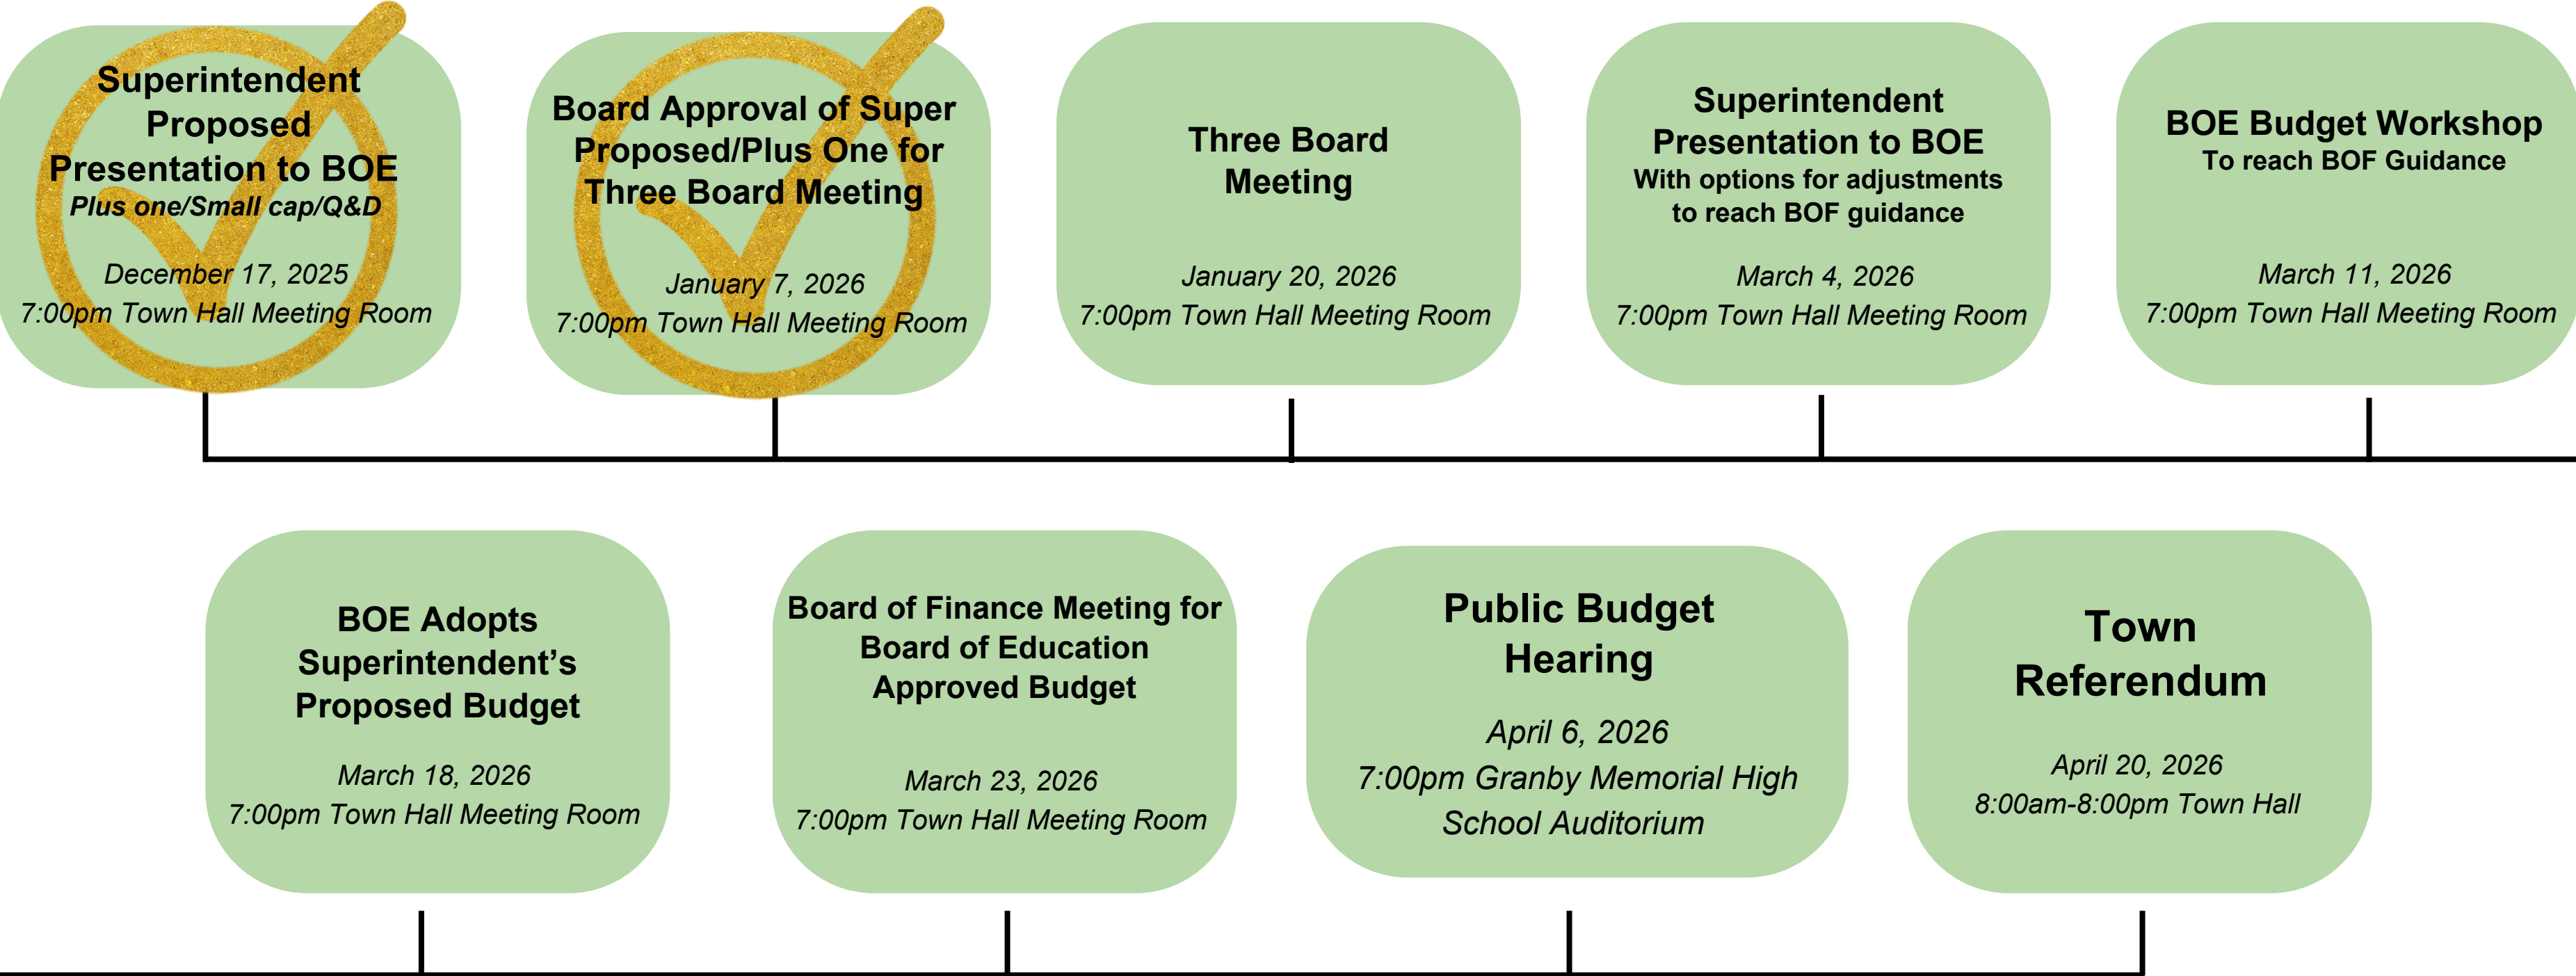 Superintendent
Proposed
Presentation to BOE
Plus one/Small cap/Q&D
December 17, 2025
7:00pm Town Hall Meeting Room
Board Approval of Super
Proposed/Plus One for
Three Board Meeting
January 7, 2026
7:00pm Town Hall Meeting Room
Three Board
Meeting
January 20, 2026
7:00pm Town Hall Meeting Room
Superintendent
Presentation to BOE
With options for adjustments
to reach BOF guidance
March 4, 2026
7:00pm Town Hall Meeting Room
BOE Budget Workshop
To reach BOF Guidance
March 11, 2026
7:00pm Town Hall Meeting Room
BOE Adopts
Superintendent’s
Proposed Budget
March 18, 2026
7:00pm Town Hall Meeting Room
Board of Finance Meeting for
Board of Education
Approved Budget
March 23, 2026
7:00pm Town Hall Meeting Room
Public Budget
Hearing
April 6, 2026
7:00pm Granby Memorial High
School Auditorium
Town
Referendum
April 20, 2026
8:00am-8:00pm Town Hall